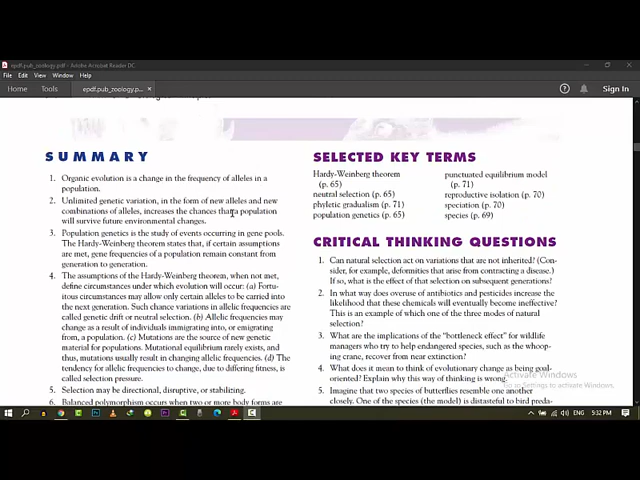 epdf.pub_zoology.pdf - Adobe Acrobat Reader DC
File Edit View Window Help
Home Tools epdf.pub_zoology.p... × Sign In
SUMMARY
1. Organic evolution is a change in the frequency of alleles in a
population.
2. Unlimited genetic variation, in the form of new alleles and new
combinations of alleles, increases the chances that a population
will survive future environmental changes.
3. Population genetics is the study of events occurring in gene pools.
The Hardy-Weinberg theorem states that, if certain assumptions
are met, gene frequencies of a population remain constant from
generation to generation.
4. The assumptions of the Hardy-Weinberg theorem, when not met,
define circumstances under which evolution will occur: (a) Fortu-
itous circumstances may allow only certain alleles to be carried into
the next generation. Such chance variations in allelic frequencies are
called genetic drift or neutral selection. (b) Allelic frequencies may
change as a result of individuals immigrating into, or emigrating
from, a population. (c) Mutations are the source of new genetic
material for populations. Mutational equilibrium rarely exists, and
thus, mutations usually result in changing allelic frequencies. (d) The
tendency for allelic frequencies to change, due to differing fitness, is
called selection pressure.
5. Selection may be directional, disruptive, or stabilizing.
6. Balanced polymorphism occurs when two or more body forms are
SELECTED KEY TERMS
Hardy-Weinberg theorem
(p. 65)
neutral selection (p. 65)
phyletic gradualism (p. 71)
population genetics (p. 65)
punctuated equilibrium model
(p. 71)
reproductive isolation (p. 70)
speciation (p. 70)
species (p. 69)
CRITICAL THINKING QUESTIONS
1. Can natural selection act on variations that are not inherited? (Con-
sider, for example, deformities that arise from contracting a disease.)
If so, what is the effect of that selection on subsequent generations?
2. In what way does overuse of antibiotics and pesticides increase the
likelihood that these chemicals will eventually become ineffective?
This is an example of which one of the three modes of natural
selection?
3. What are the implications of the "bottleneck effect" for wildlife
managers who try to help endangered species, such as the whoop-
ing crane, recover from near extinction?
4. What does it mean to think of evolutionary change as being goal-
oriented? Explain why this way of thinking is wrong.
5. Imagine that two species of butterflies resemble one another
closely. One of the species (the model) is distasteful to bird preda-
Activate Windows
Go to Settings to activate Windows.
ENG 5:32 PM